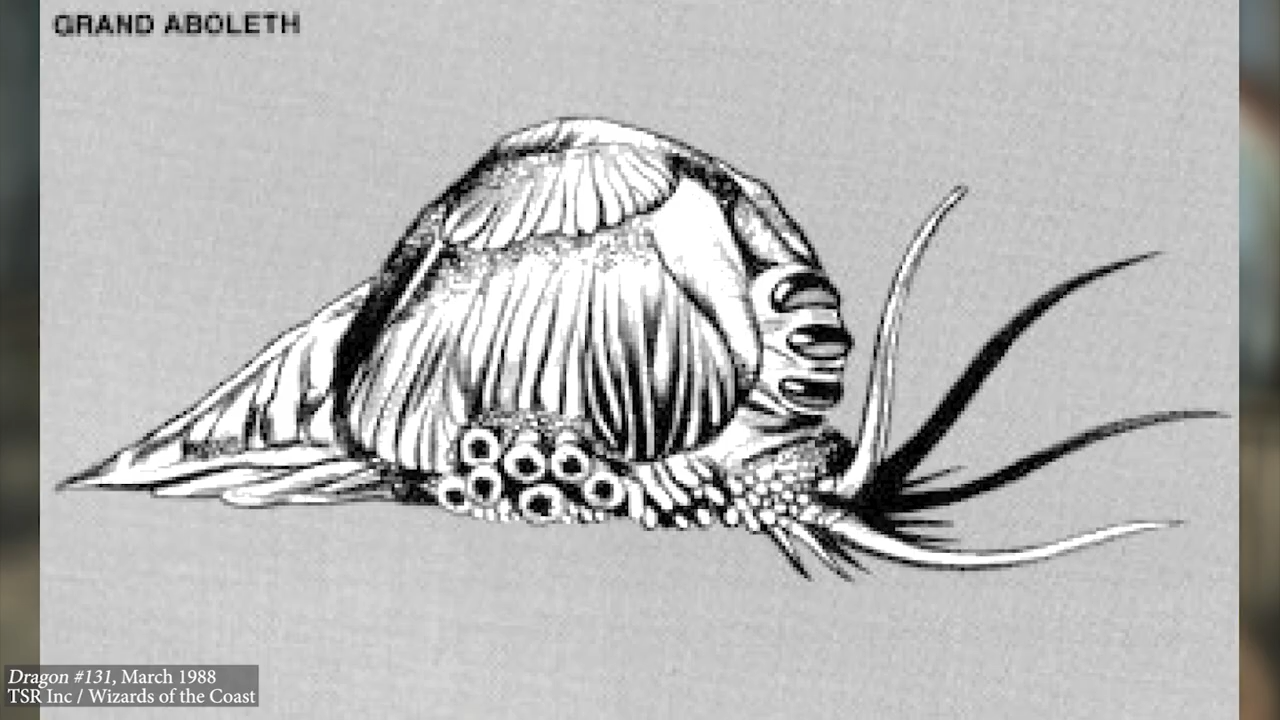 GRAND ABOLETH
Dragon #131, March 1988
TSR Inc / Wizards of the Coast